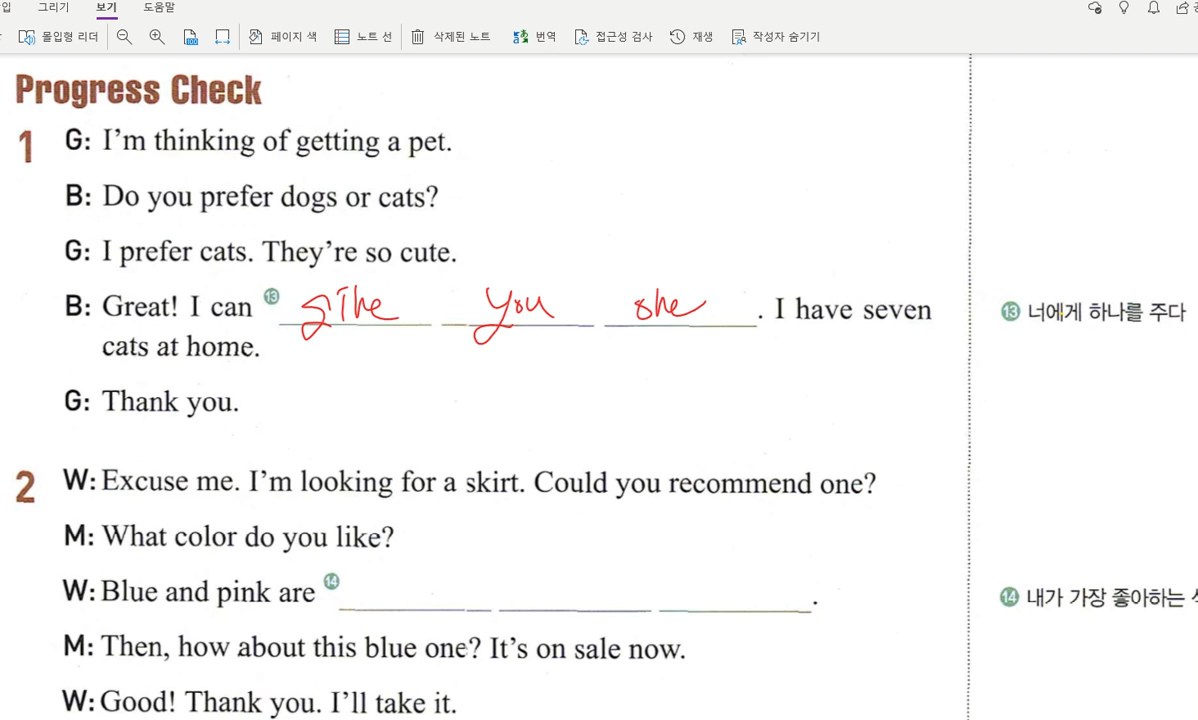 입 그리기 보기 도움말
몰입형 리더 페이지 색 노트 선 삭제된 노트 번역 접근성 검사 재생 작성자 숨기기
Progress Check
1 G: I'm thinking of getting a pet.
B: Do you prefer dogs or cats?
G: I prefer cats. They're so cute.
B: Great! I can ⑬ give you one . I have seven
cats at home.
⑬ 너에게 하나를 주다
G: Thank you.
2 W: Excuse me. I'm looking for a skirt. Could you recommend one?
M: What color do you like?
W: Blue and pink are ⑭ .
⑭ 내가 가장 좋아하는
M: Then, how about this blue one? It's on sale now.
W: Good! Thank you. I'll take it.